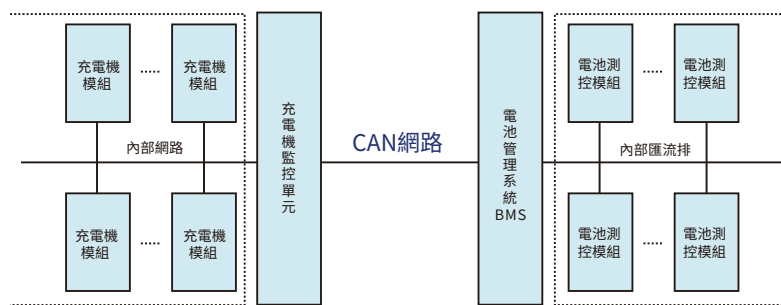 充電機
模組
.....
充電機
模組
內部網路
充電機
模組
.....
充電機
模組
充電機監控單元
CAN網路
電池管理系統
BMS
電池測
控模組
.....
電池測
控模組
內部匯流排
電池測
控模組
.....
電池測
控模組